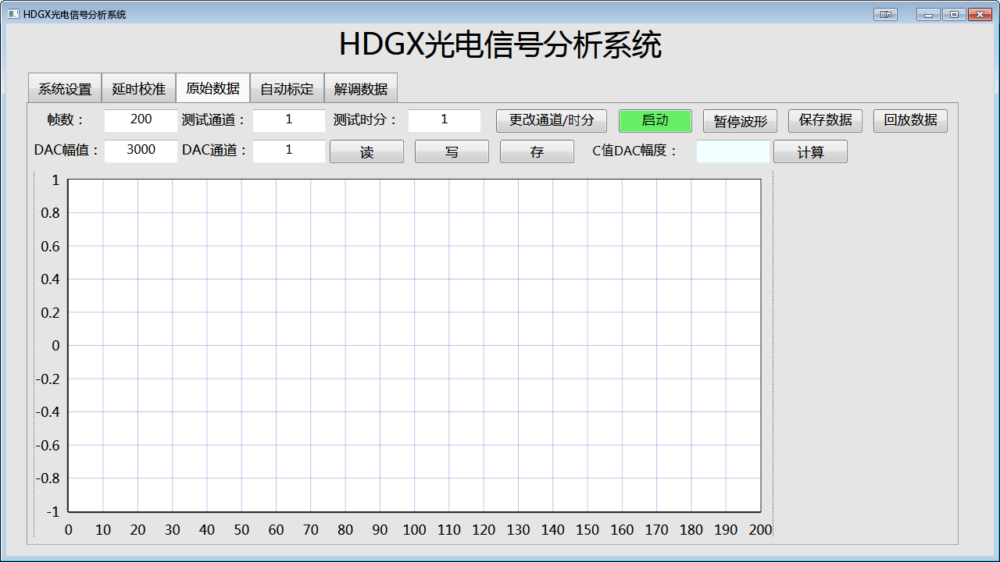 HDGX光电信号分析系统
HDGX光电信号分析系统
系统设置 延时校准 原始数据 自动标定 解调数据
帧数： 200 测试通道： 1 测试时分： 1 更改通道/时分 启动 暂停波形 保存数据 回放数据
DAC幅值： 3000 DAC通道： 1 读 写 存 C值DAC幅度： 计算
1
0.8
0.6
0.4
0.2
0
-0.2
-0.4
-0.6
-0.8
-1
0 10 20 30 40 50 60 70 80 90 100 110 120 130 140 150 160 170 180 190 200